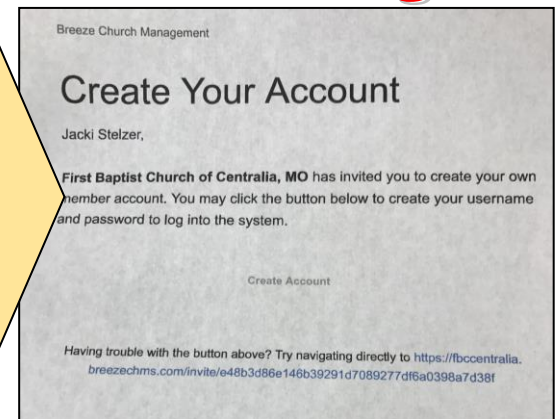 Breeze Church Management
Create Your Account
Jacki Stelzer,
First Baptist Church of Centralia, MO has invited you to create your own
member account. You may click the button below to create your username
and password to log into the system.
Create Account
Having trouble with the button above? Try navigating directly to https://fbccentralia.
breezechms.com/invite/e48b3d86e146b39291d7089277df6a0398a7d38f